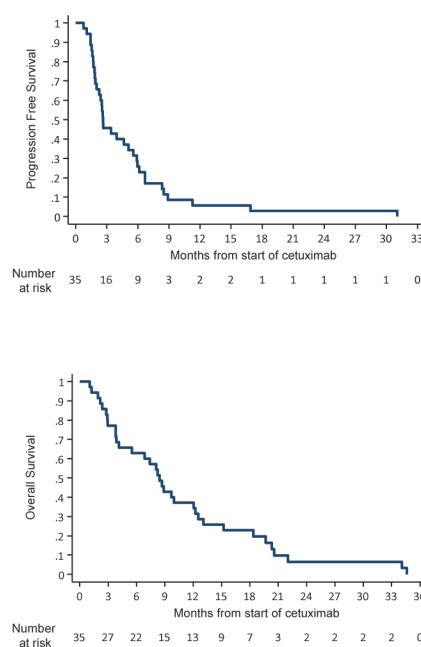 Progression Free Survival
1
.9
.8
.7
.6
.5
.4
.3
.2
.1
0
0 3 6 9 12 15 18 21 24 27 30 33
Months from start of cetuximab
Number at risk
35 16 9 3 2 2 1 1 1 1 1 0
Overall Survival
1
.9
.8
.7
.6
.5
.4
.3
.2
.1
0
0 3 6 9 12 15 18 21 24 27 30 33 36
Months from start of cetuximab
Number at risk
35 27 22 15 13 9 7 3 2 2 2 2 0